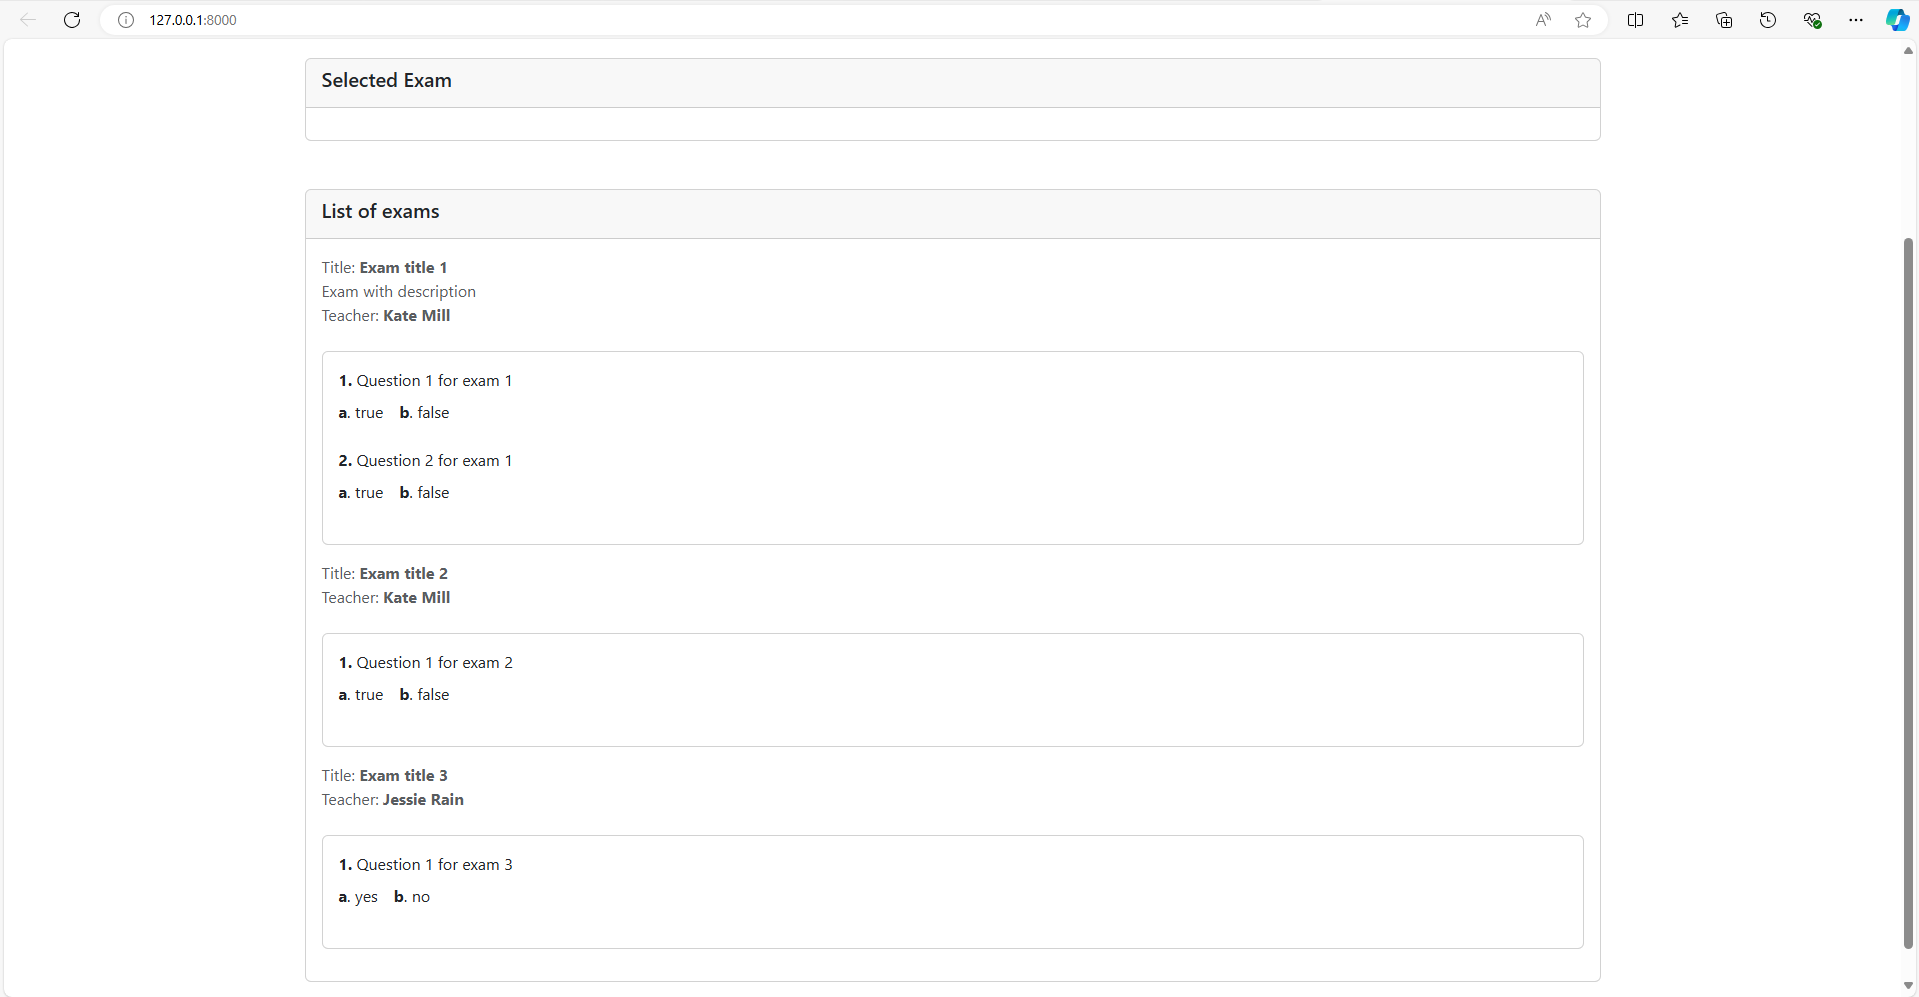 127.0.0.1:8000
Selected Exam
List of exams
Title: Exam title 1
Exam with description
Teacher: Kate Mill
1. Question 1 for exam 1
a. true b. false
2. Question 2 for exam 1
a. true b. false
Title: Exam title 2
Teacher: Kate Mill
1. Question 1 for exam 2
a. true b. false
Title: Exam title 3
Teacher: Jessie Rain
1. Question 1 for exam 3
a. yes b. no